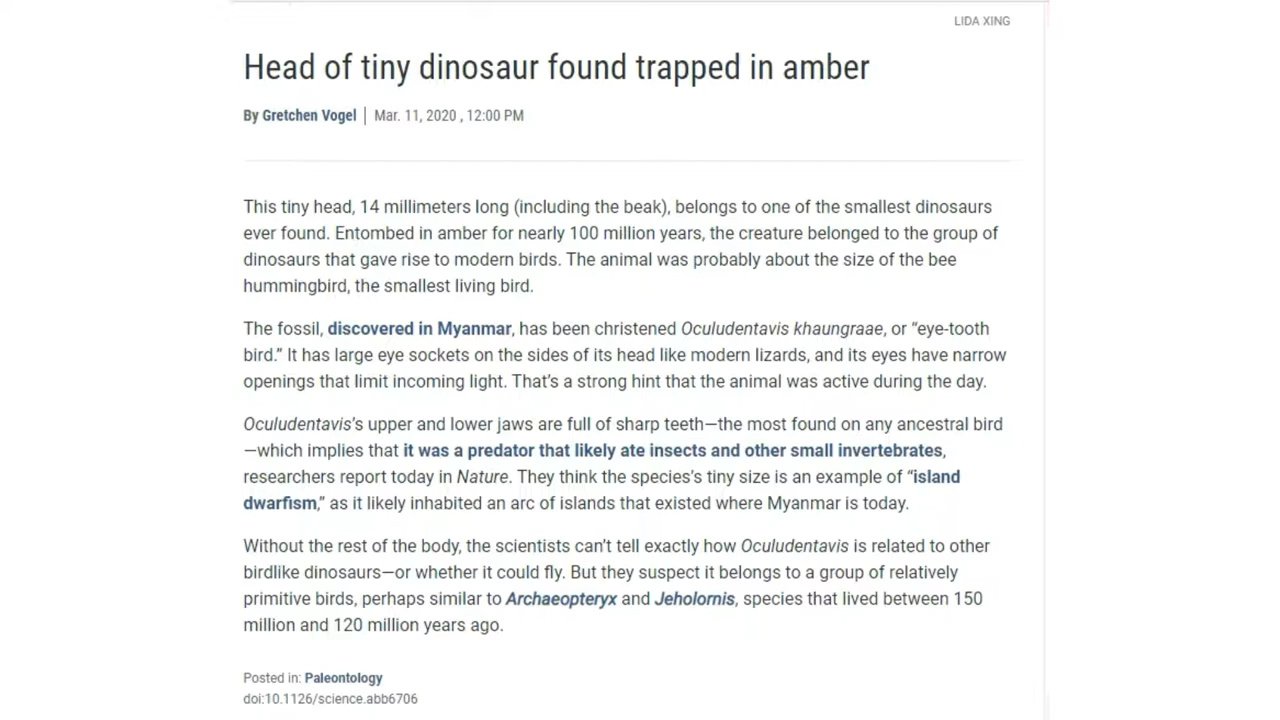 LIDA XING
Head of tiny dinosaur found trapped in amber
By Gretchen Vogel | Mar. 11, 2020 , 12:00 PM
This tiny head, 14 millimeters long (including the beak), belongs to one of the smallest dinosaurs
ever found. Entombed in amber for nearly 100 million years, the creature belonged to the group of
dinosaurs that gave rise to modern birds. The animal was probably about the size of the bee
hummingbird, the smallest living bird.
The fossil, discovered in Myanmar, has been christened Oculudentavis khaungraae, or “eye-tooth
bird.” It has large eye sockets on the sides of its head like modern lizards, and its eyes have narrow
openings that limit incoming light. That’s a strong hint that the animal was active during the day.
Oculudentavis’s upper and lower jaws are full of sharp teeth—the most found on any ancestral bird
—which implies that it was a predator that likely ate insects and other small invertebrates,
researchers report today in Nature. They think the species’s tiny size is an example of “island
dwarfism,” as it likely inhabited an arc of islands that existed where Myanmar is today.
Without the rest of the body, the scientists can’t tell exactly how Oculudentavis is related to other
birdlike dinosaurs—or whether it could fly. But they suspect it belongs to a group of relatively
primitive birds, perhaps similar to Archaeopteryx and Jeholornis, species that lived between 150
million and 120 million years ago.
Posted in: Paleontology
doi:10.1126/science.abb6706